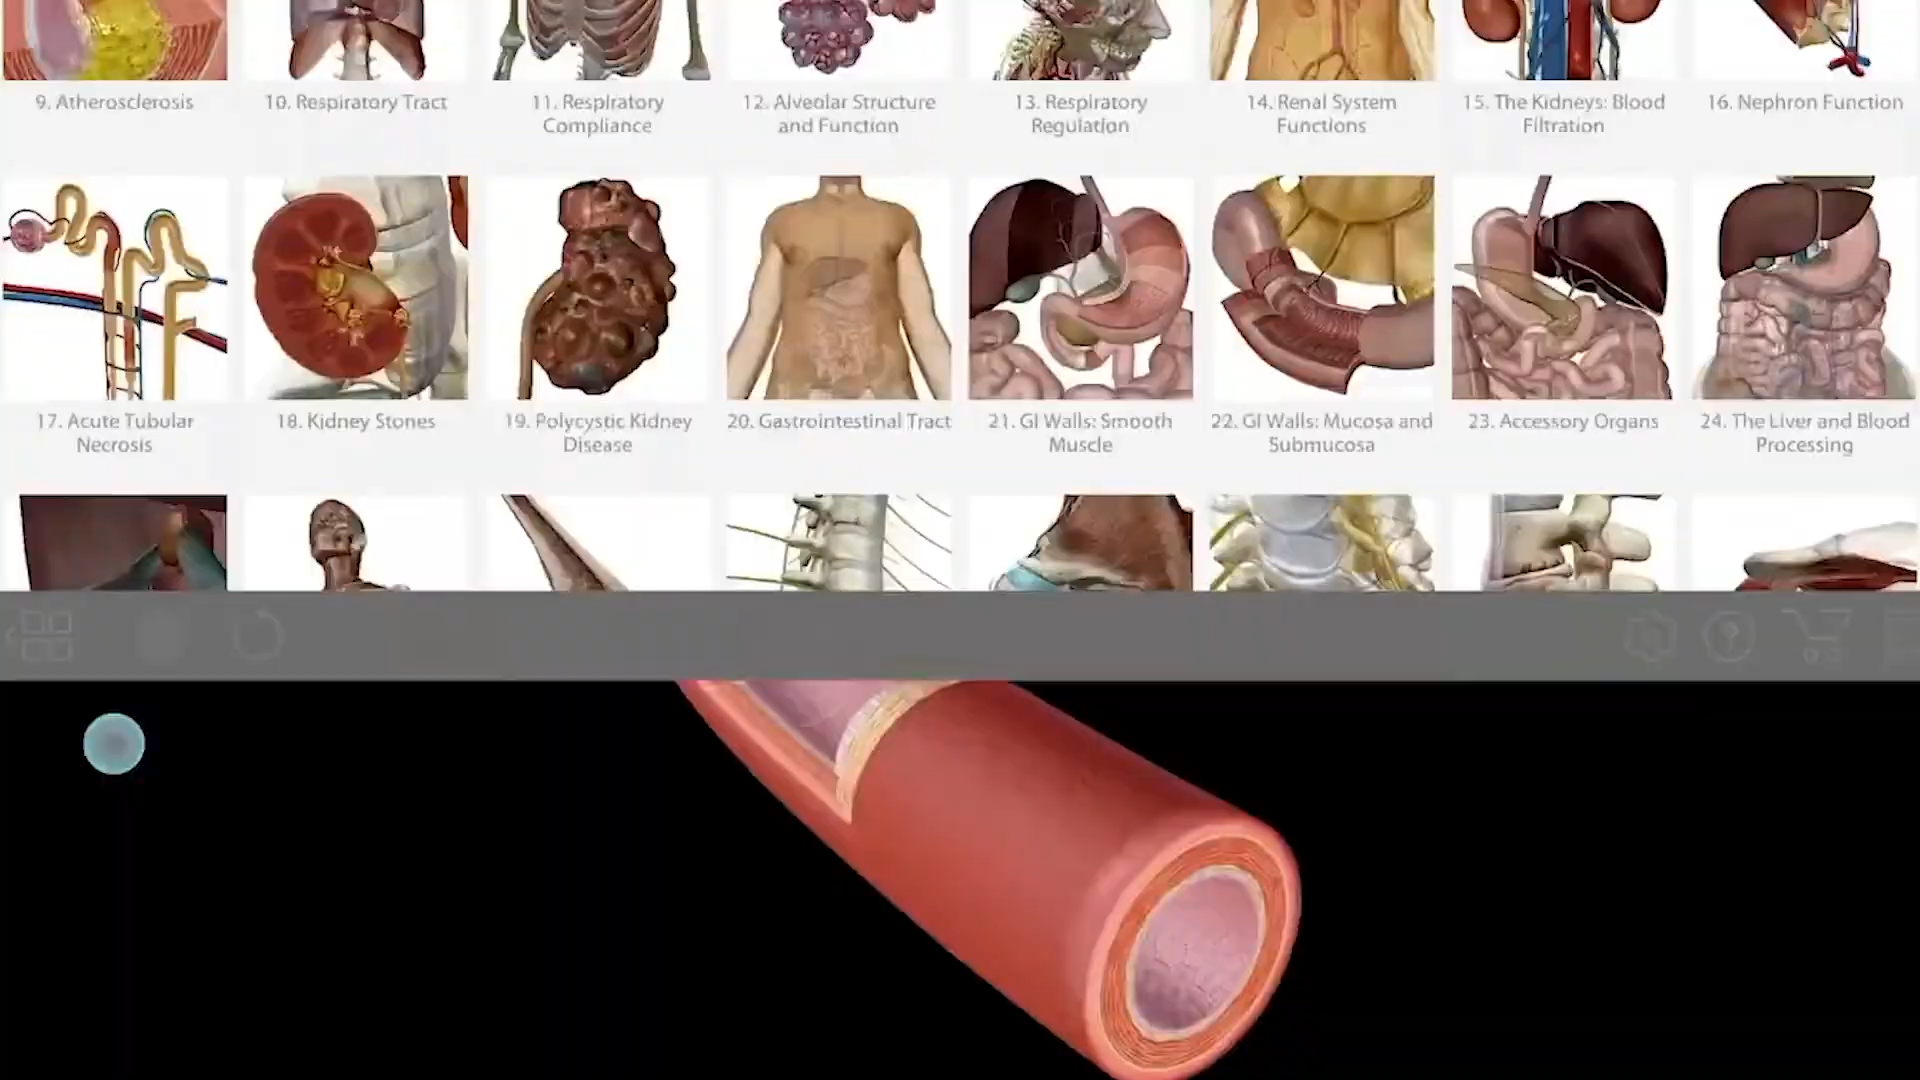 9. Atherosclerosis
10. Respiratory Tract
11. Respiratory
Compliance
12. Alveolar Structure
and Function
13. Respiratory
Regulation
14. Renal System
Functions
15. The Kidneys: Blood
Filtration
16. Nephron Function
17. Acute Tubular
Necrosis
18. Kidney Stones
19. Polycystic Kidney
Disease
20. Gastrointestinal Tract
21. GI Walls: Smooth
Muscle
22. GI Walls: Mucosa and
Submucosa
23. Accessory Organs
24. The Liver and Blood
Processing
?